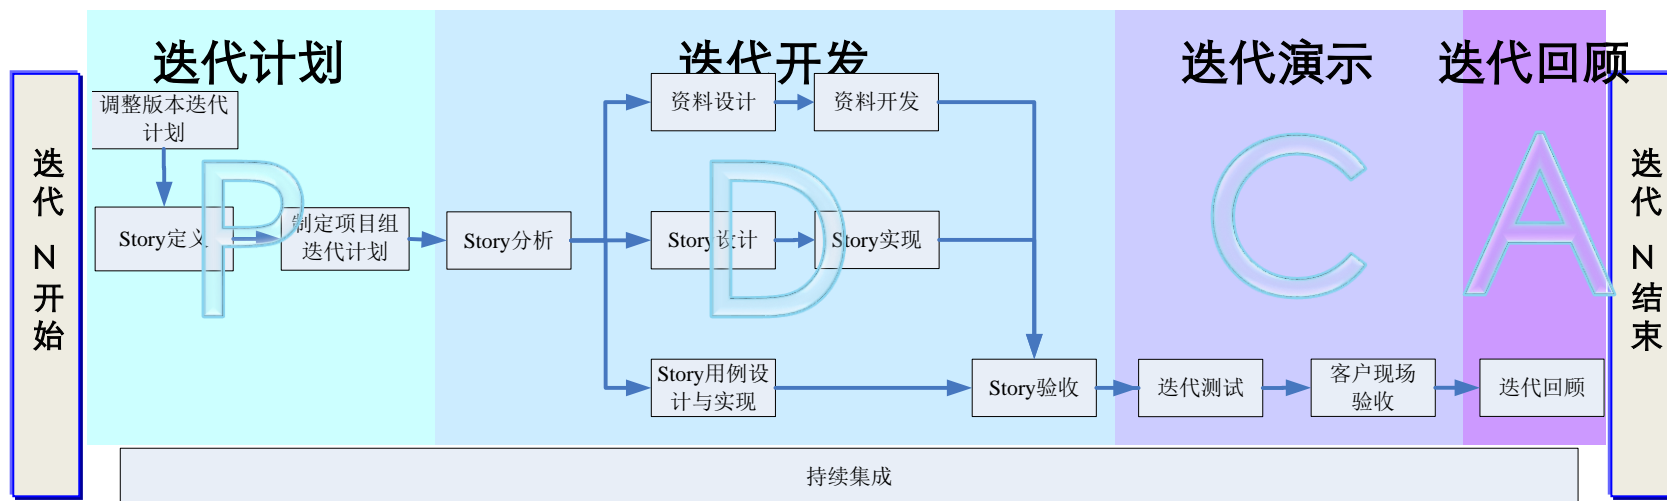 迭代计划
迭代开发
迭代演示
迭代回顾
迭代 N 开始
调整版本迭代
计划
Story定义
制定项目组
迭代计划
P
Story分析
资料设计
资料开发
Story设计
Story实现
D
Story用例设
计与实现
Story验收
C
迭代测试
客户现场
验收
A
迭代回顾
迭代 N 结束
持续集成